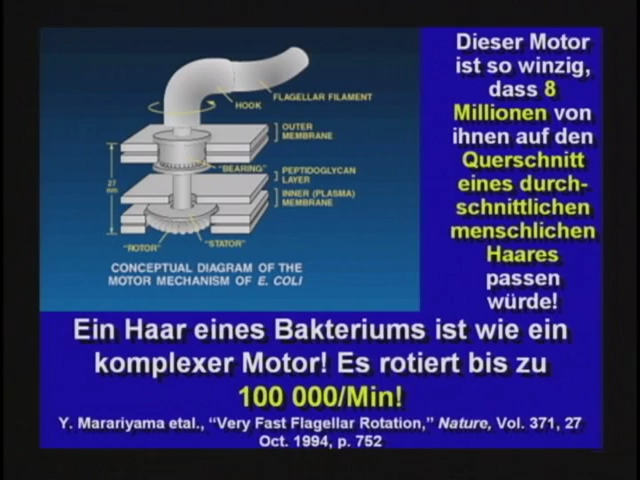 HOOK
FLAGELLAR FILAMENT
OUTER
MEMBRANE
"BEARING"
PEPTIDOGLYCAN
LAYER
27
nm
INNER (PLASMA)
MEMBRANE
"ROTOR"
"STATOR"
CONCEPTUAL DIAGRAM OF THE
MOTOR MECHANISM OF E. COLI
Dieser Motor
ist so winzig,
dass 8
Millionen von
ihnen auf den
Querschnitt
eines durch-
schnittlichen
menschlichen
Haares
passen
würde!
Ein Haar eines Bakteriums ist wie ein
komplexer Motor! Es rotiert bis zu
100 000/Min!
Y. Marariyama etal., "Very Fast Flagellar Rotation," Nature, Vol. 371, 27
Oct. 1994, p. 752